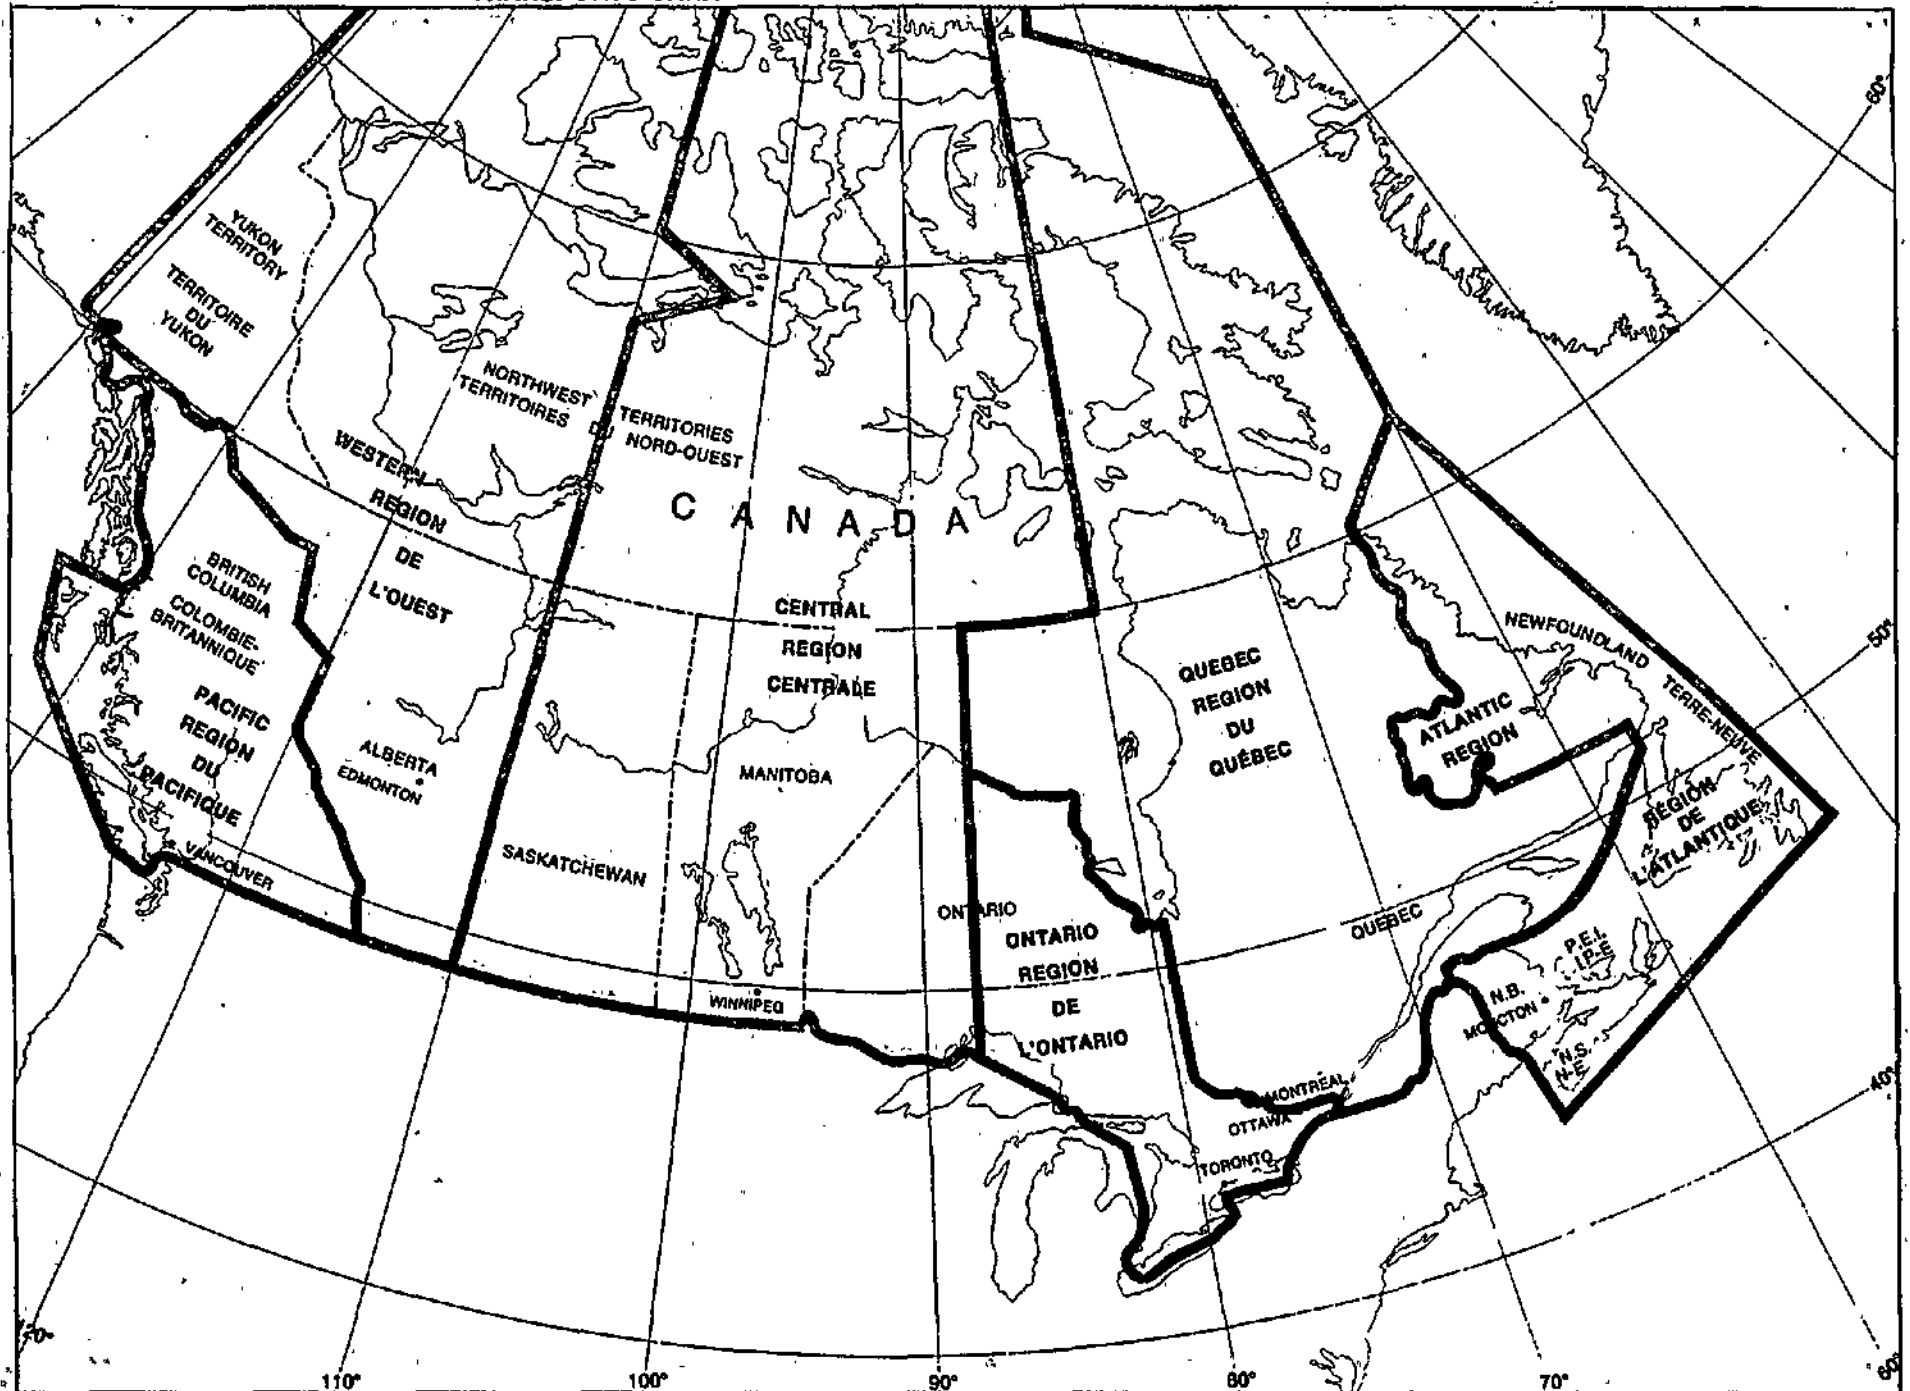 YUKON
TERRITORY
TERRITOIRE
DU
YUKON
NORTHWEST
TERRITOIRES
DU
TERRITORIES
NORD-OUEST
WESTERN
REGION
DE
L'OUEST
C A N A D A
BRITISH
COLUMBIA
COLOMBIE-
BRITANNIQUE
PACIFIC
REGION
DU
PACIFIQUE
VANCOUVER
ALBERTA
EDMONTON
CENTRAL
REGION
CENTRALE
SASKATCHEWAN
MANITOBA
WINNIPEG
ONTARIO
ONTARIO
REGION
DE
L'ONTARIO
QUEBEC
REGION
DU
QUÉBEC
QUEBEC
MONTRÉAL
OTTAWA
TORONTO
NEWFOUNDLAND
TERRE-NEUVE
ATLANTIC
REGION
RÉGION
DE
L'ATLANTIQUE
P.E.I.
I.P-E
N.B.
MONCTON
N.S.
N-E
60°
50°
40°
110°
100°
90°
80°
70°
60°